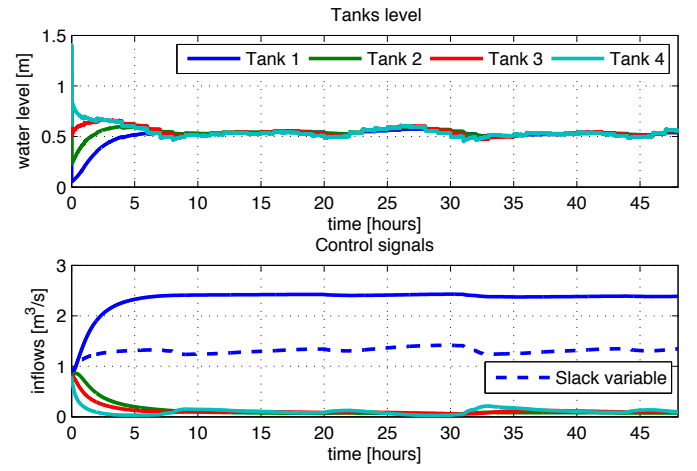 Tanks level
1.5
1
0.5
0
water level [m]
Tank 1 Tank 2 Tank 3 Tank 4
0 5 10 15 20 25 30 35 40 45
time [hours]
Control signals
3
2
1
0
inflows [m³/s]
Slack variable
0 5 10 15 20 25 30 35 40 45
time [hours]